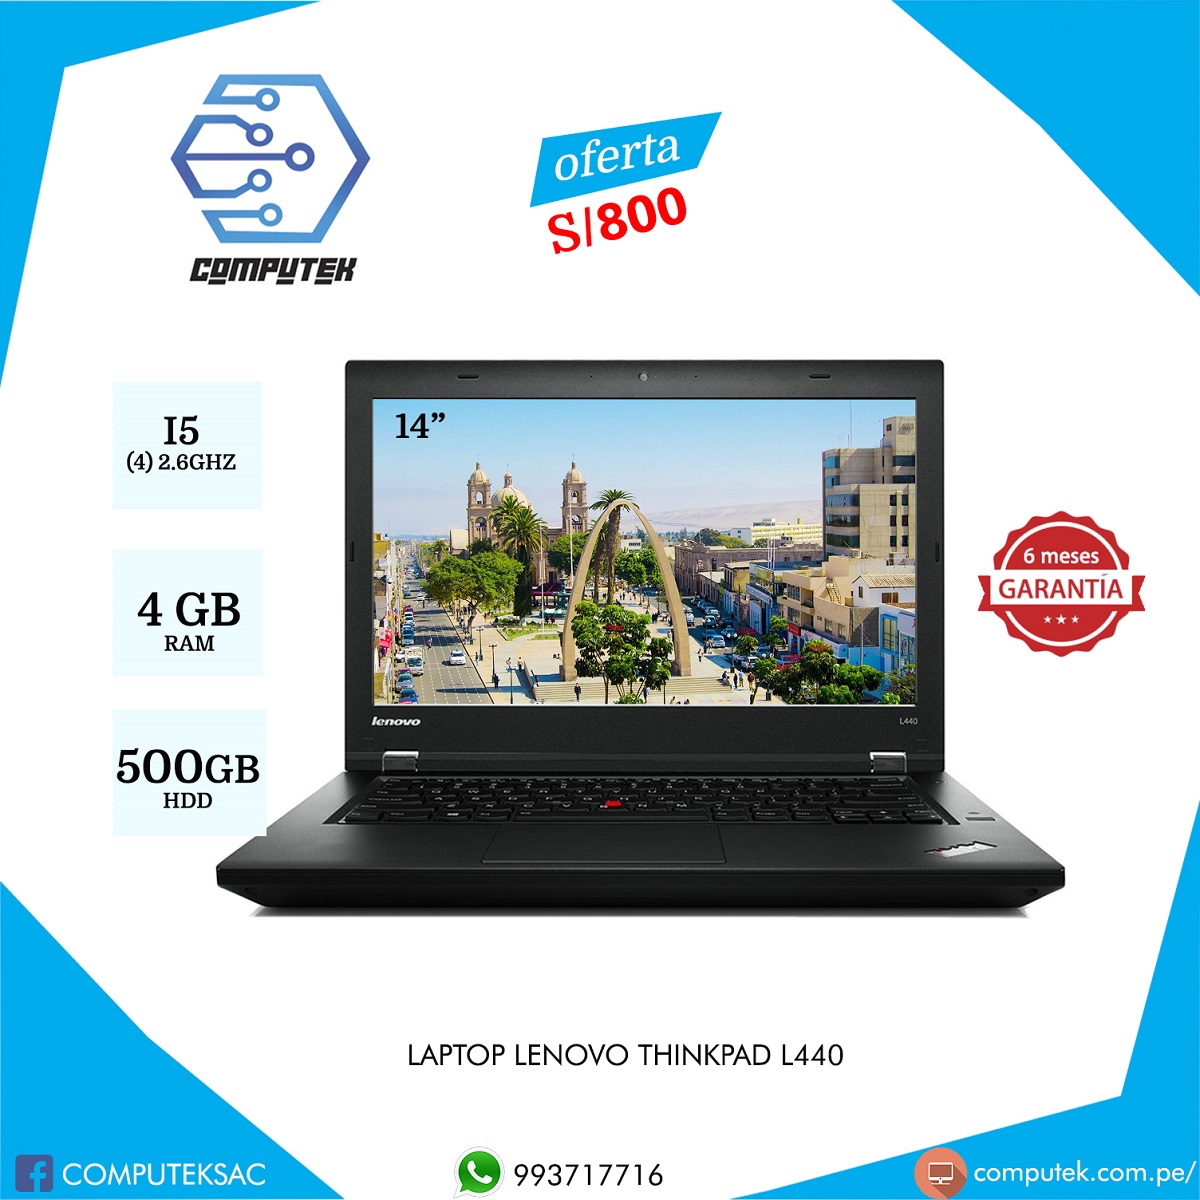 COMPUTEK
oferta
S/800
I5
(4) 2.6GHZ
4 GB
RAM
500GB
HDD
14”
lenovo
L440
ThinkPad
6 meses
GARANTÍA
LAPTOP LENOVO THINKPAD L440
COMPUTEKSAC
993717716
computek.com.pe/